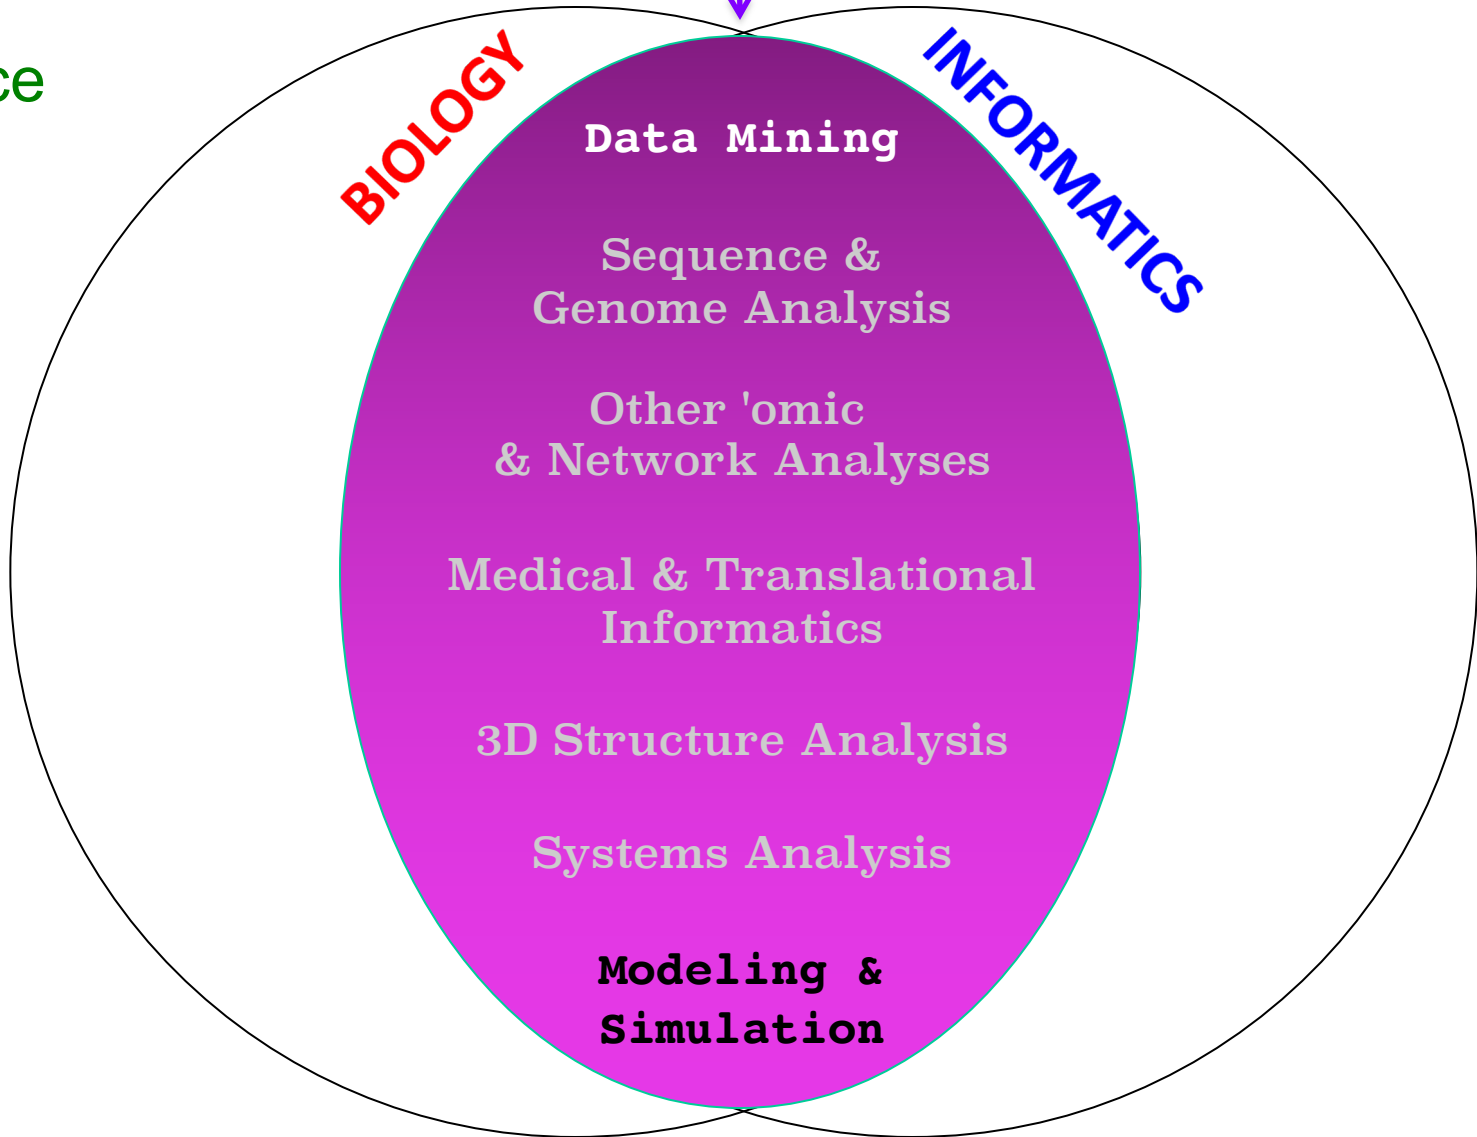 ce
BIOLOGY
INFORMATICS
Data Mining
Sequence &
Genome Analysis
Other 'omic
& Network Analyses
Medical & Translational
Informatics
3D Structure Analysis
Systems Analysis
Modeling &
Simulation